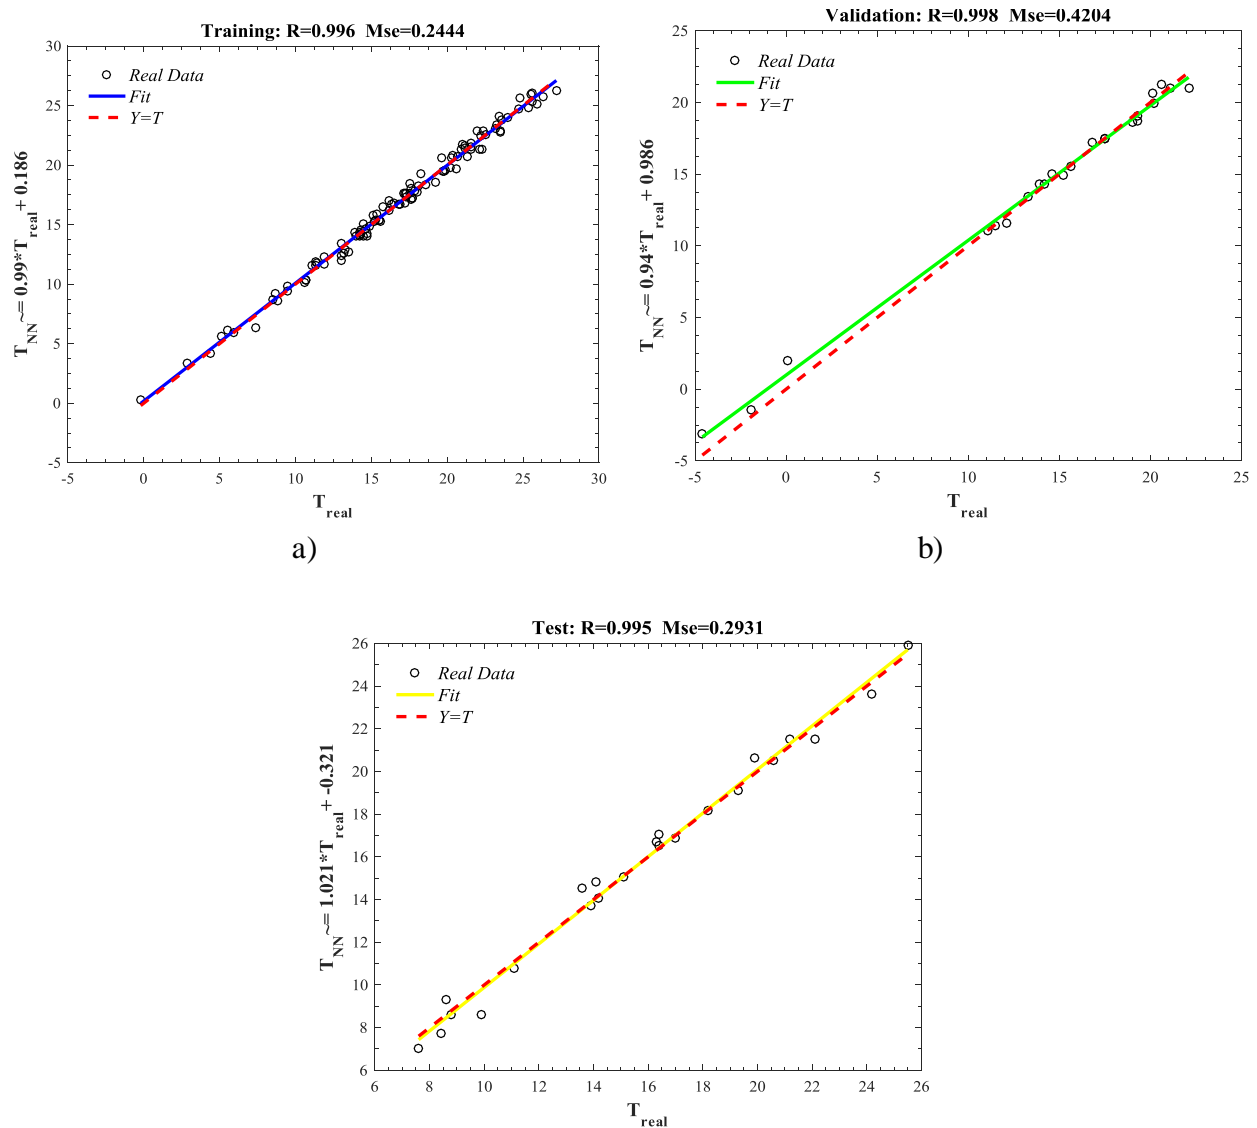 Training: R=0.996 Mse=0.2444
30
25
20
15
10
5
0
-5
Real Data
Fit
Y=T
T_NN ~= 0.99*T_real + 0.186
-5 0 5 10 15 20 25 30
T_real
a)
Validation: R=0.998 Mse=0.4204
25
20
15
10
5
0
-5
Real Data
Fit
Y=T
T_NN ~= 0.94*T_real + 0.986
-5 0 5 10 15 20 25
T_real
b)
Test: R=0.995 Mse=0.2931
26
24
22
20
18
16
14
12
10
8
6
Real Data
Fit
Y=T
T_NN ~= 1.021*T_real + -0.321
6 8 10 12 14 16 18 20 22 24 26
T_real